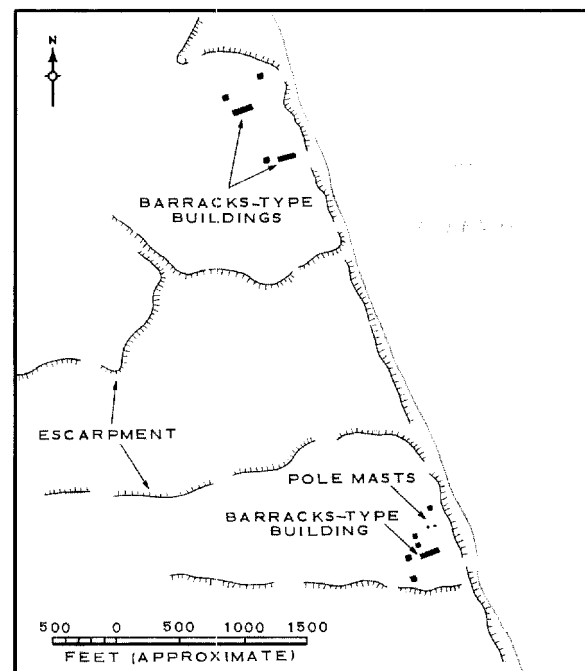 N
BARRACKS-TYPE
BUILDINGS
ESCARPMENT
POLE MASTS
BARRACKS-TYPE
BUILDING
500 0 500 1000 1500
FEET (APPROXIMATE)